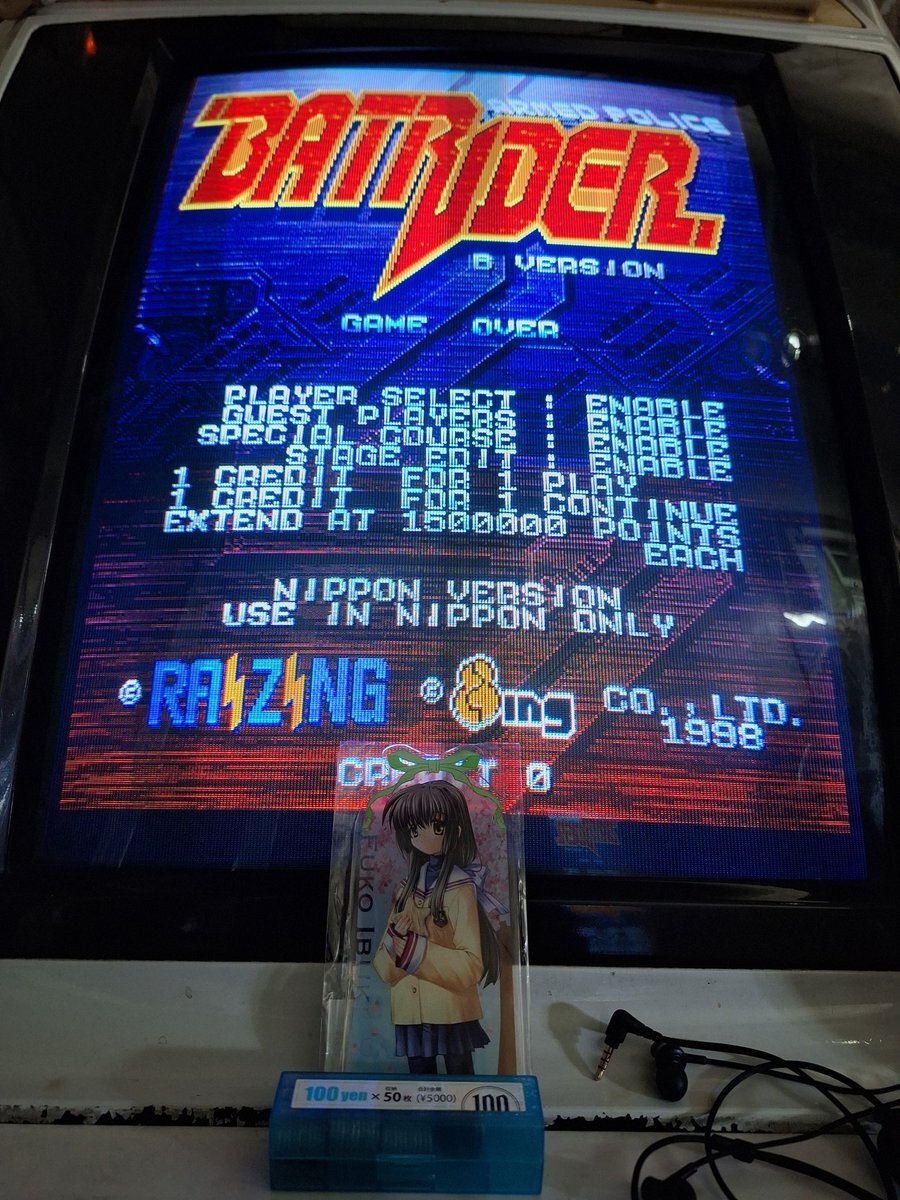 ARMED POLICE
BATRIDER.
B VERSION
GAME OVER
PLAYER SELECT : ENABLE
GUEST PLAYERS : ENABLE
SPECIAL COURSE : ENABLE
STAGE EDIT : ENABLE
1 CREDIT FOR 1 PLAY
1 CREDIT FOR 1 CONTINUE
EXTEND AT 1500000 POINTS
EACH
NIPPON VERSION
USE IN NIPPON ONLY
© RAIZING © 8ing CO.,LTD.
1998
CREDIT 0
FUKO IBUKI
100 yen × 50枚 (¥5000) 100